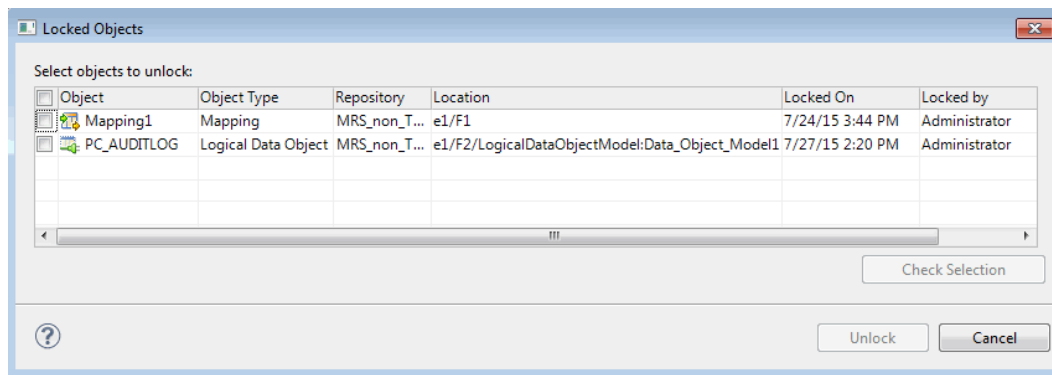 Locked Objects
Select objects to unlock:
Object Object Type Repository Location Locked On Locked by
Mapping1 Mapping MRS_non_T... e1/F1 7/24/15 3:44 PM Administrator
PC_AUDITLOG Logical Data Object MRS_non_T... e1/F2/LogicalDataObjectModel:Data_Object_Model1 7/27/15 2:20 PM Administrator
Check Selection
? Unlock Cancel